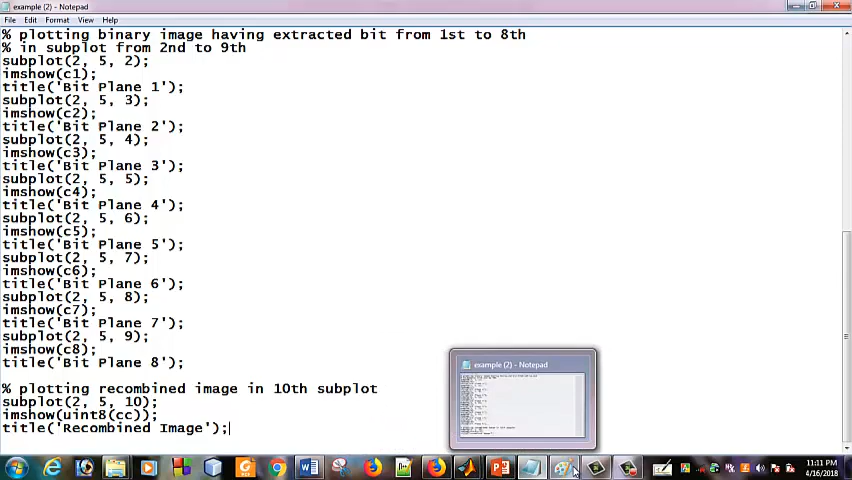 example (2) - Notepad
File Edit Format View Help
% plotting binary image having extracted bit from 1st to 8th
% in subplot from 2nd to 9th
subplot(2, 5, 2);
imshow(c1);
title('Bit Plane 1');
subplot(2, 5, 3);
imshow(c2);
title('Bit Plane 2');
subplot(2, 5, 4);
imshow(c3);
title('Bit Plane 3');
subplot(2, 5, 5);
imshow(c4);
title('Bit Plane 4');
subplot(2, 5, 6);
imshow(c5);
title('Bit Plane 5');
subplot(2, 5, 7);
imshow(c6);
title('Bit Plane 6');
subplot(2, 5, 8);
imshow(c7);
title('Bit Plane 7');
subplot(2, 5, 9);
imshow(c8);
title('Bit Plane 8');
% plotting recombined image in 10th subplot
subplot(2, 5, 10);
imshow(uint8(cc));
title('Recombined Image');
example (2) - Notepad
11:11 PM
4/16/2018